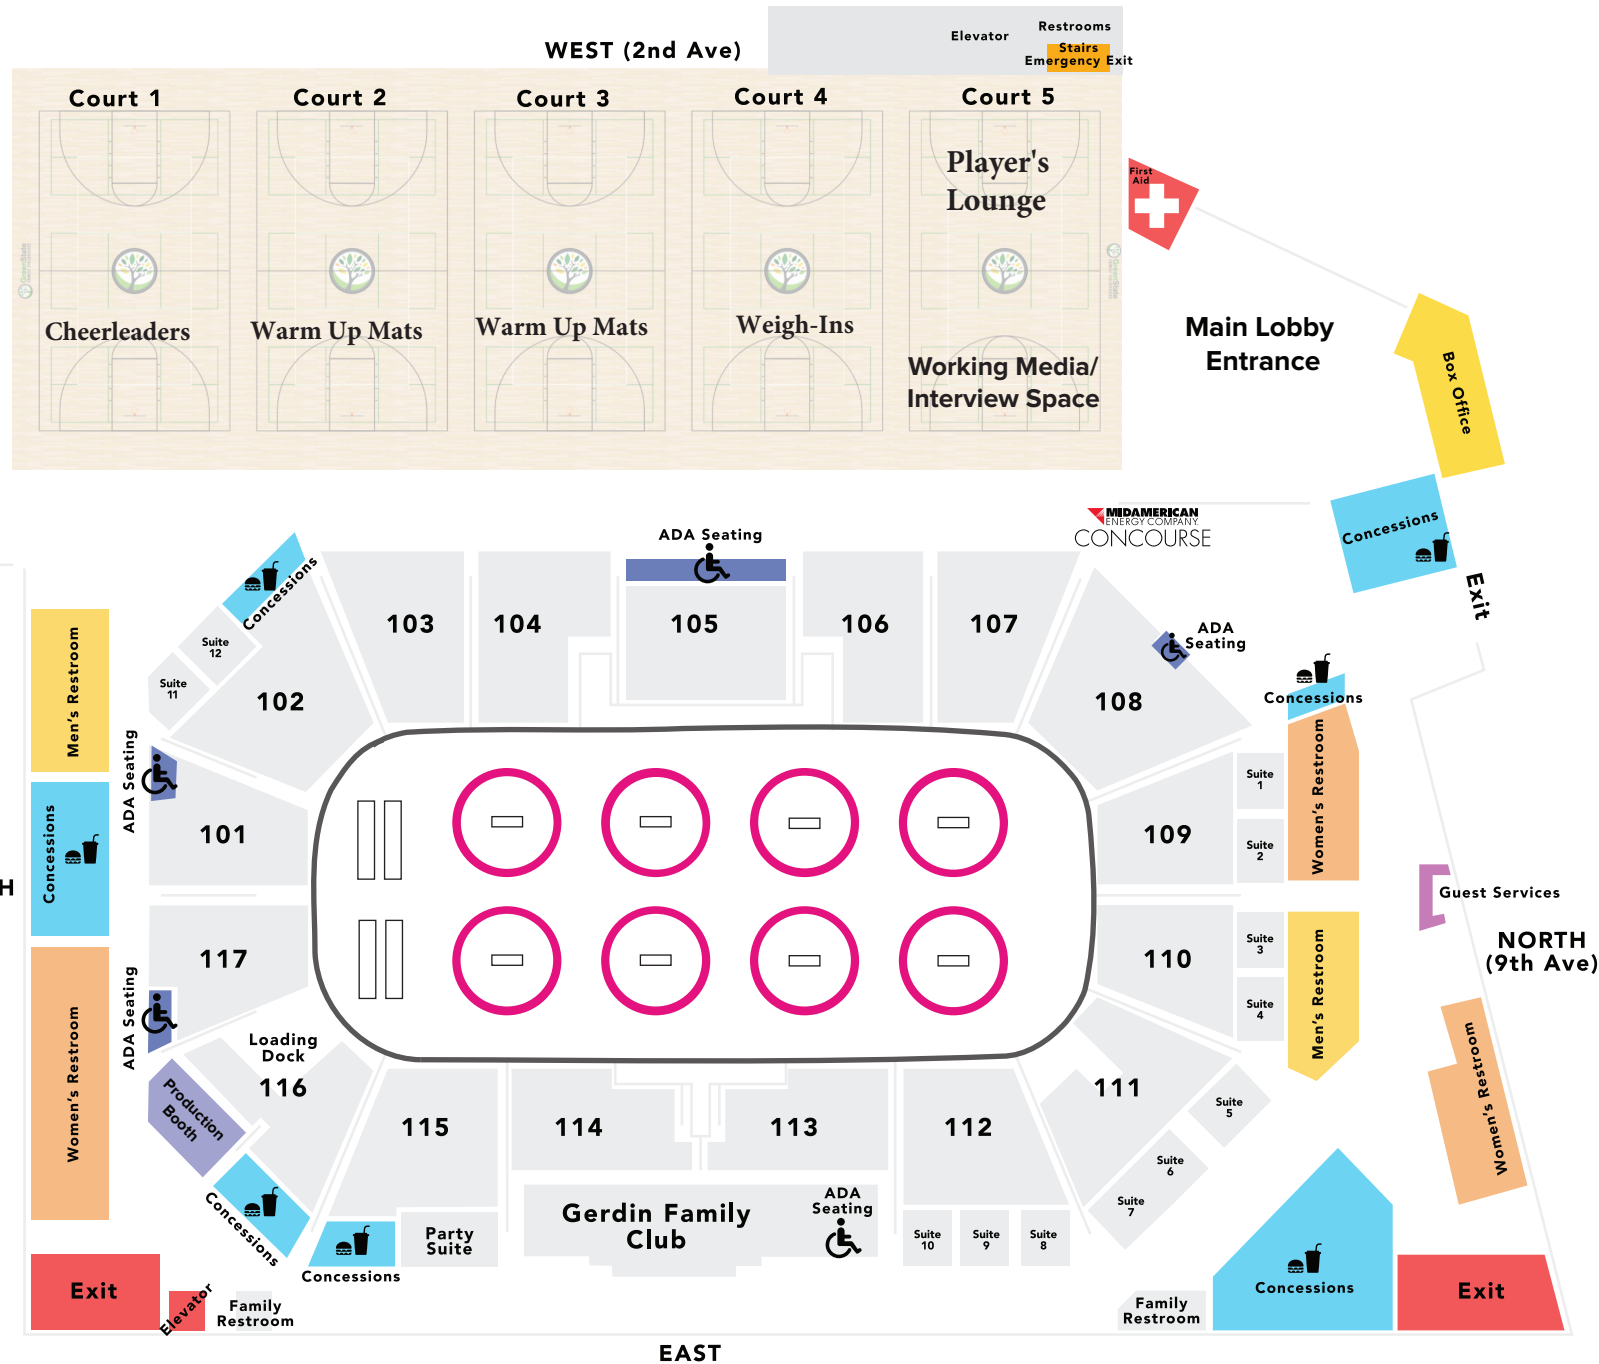 Restrooms
Elevator
Stairs
Emergency Exit
WEST (2nd Ave)
Court 1
Court 2
Court 3
Court 4
Court 5
Player's
Lounge
First
Aid
Cheerleaders
Warm Up Mats
Warm Up Mats
Weigh-Ins
Working Media/
Interview Space
Main Lobby
Entrance
Box Office
Concessions
Exit
MIDAMERICAN
ENERGY COMPANY
CONCOURSE
ADA Seating
Concessions
103
104
105
106
107
Suite
12
Suite
11
102
108
ADA
Seating
Concessions
Men's Restroom
ADA Seating
101
Concessions
109
Suite
1
Suite
2
Women's Restroom
H
Guest Services
NORTH
(9th Ave)
117
ADA Seating
Women's Restroom
110
Suite
3
Suite
4
Men's Restroom
Women's Restroom
Loading
Dock
116
Production
Booth
Concessions
115
114
113
112
111
Suite
5
Suite
6
Suite
7
Concessions
Party
Suite
Gerdin Family
Club
ADA
Seating
Suite
10
Suite
9
Suite
8
Concessions
Exit
Elevator
Family
Restroom
Family
Restroom
Exit
EAST